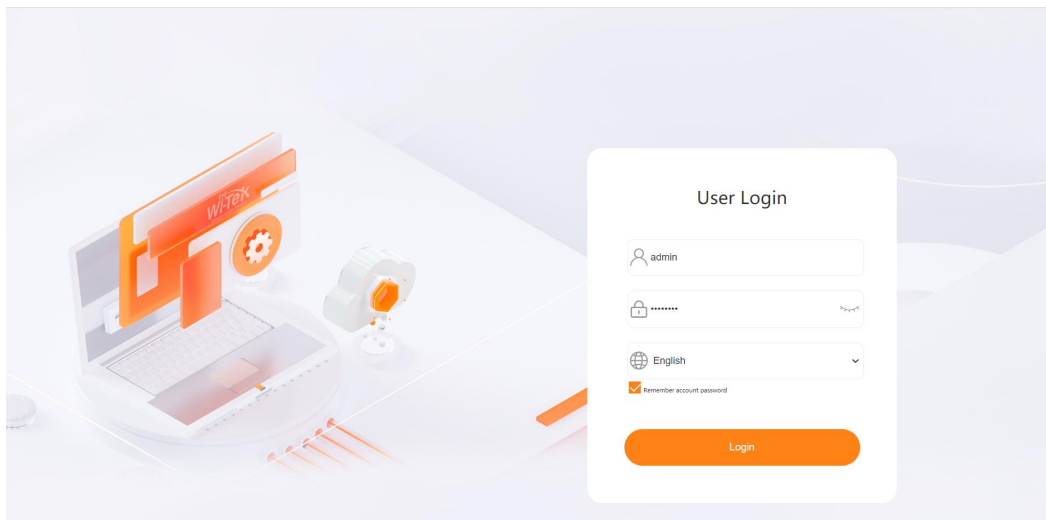 Wi-Tek
User Login
admin
••••••••
English
Remember account password
Login